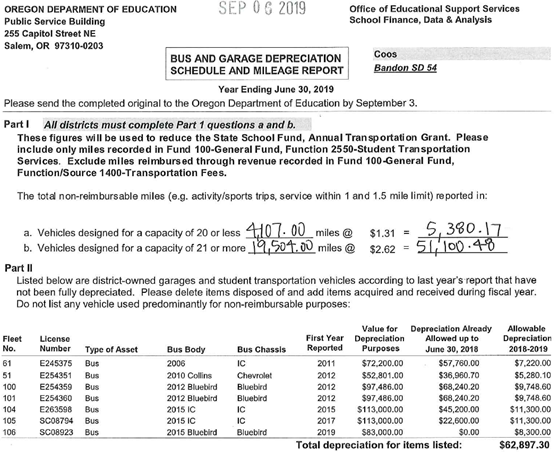 OREGON DEPARMENT OF EDUCATION
SEP 06 2019
Office of Educational Support Services
Public Service Building
School Finance, Data & Analysis
255 Capitol Street NE
Salem, OR 97310-0203
BUS AND GARAGE DEPRECIATION
SCHEDULE AND MILEAGE REPORT
Coos
Bandon SD 54
Year Ending June 30, 2019
Please send the completed original to the Oregon Department of Education by September 3.
Part I All districts must complete Part 1 questions a and b.
These figures will be used to reduce the State School Fund, Annual Transportation Grant. Please
include only miles recorded in Fund 100-General Fund, Function 2550-Student Transportation
Services. Exclude miles reimbursed through revenue recorded in Fund 100-General Fund,
Function/Source 1400-Transportation Fees.
The total non-reimbursable miles (e.g. activity/sports trips, service within 1 and 1.5 mile limit) reported in:
a. Vehicles designed for a capacity of 20 or less 4,107.00 miles @ $1.31 = 5,380.17
b. Vehicles designed for a capacity of 21 or more 19,504.00 miles @ $2.62 = 51,100.48
Part II
Listed below are district-owned garages and student transportation vehicles according to last year's report that have
not been fully depreciated. Please delete items disposed of and add items acquired and received during fiscal year.
Do not list any vehicle used predominantly for non-reimbursable purposes:
Fleet No. License Number Type of Asset Bus Body Bus Chassis First Year Reported Value for Depreciation Purposes Depreciation Already Allowed up to June 30, 2018 Allowable Depreciation 2018-2019
61 E245375 Bus 2006 IC 2011 $72,200.00 $57,760.00 $7,220.00
51 E254351 Bus 2010 Collins Chevrolet 2012 $52,801.00 $36,960.70 $5,280.10
100 E254359 Bus 2012 Bluebird Bluebird 2012 $97,486.00 $68,240.20 $9,748.60
101 E254360 Bus 2012 Bluebird Bluebird 2012 $97,486.00 $68,240.20 $9,748.60
104 E263598 Bus 2015 IC IC 2015 $113,000.00 $45,200.00 $11,300.00
105 SC08794 Bus 2015 IC IC 2017 $113,000.00 $22,600.00 $11,300.00
106 SC08923 Bus 2015 Bluebird Bluebird 2019 $83,000.00 $0.00 $8,300.00
Total depreciation for items listed: $62,897.30